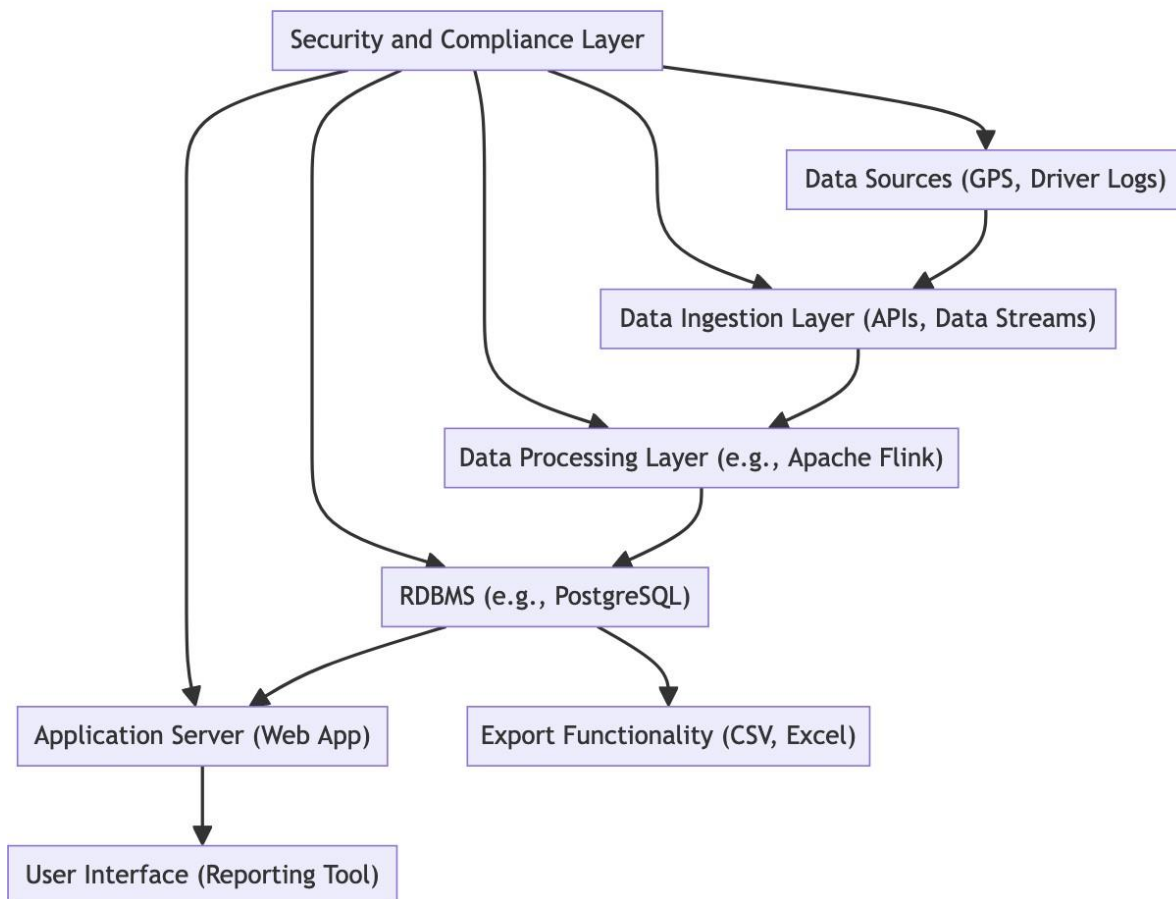 Security and Compliance Layer
Data Sources (GPS, Driver Logs)
Data Ingestion Layer (APIs, Data Streams)
Data Processing Layer (e.g., Apache Flink)
RDBMS (e.g., PostgreSQL)
Application Server (Web App)
Export Functionality (CSV, Excel)
User Interface (Reporting Tool)